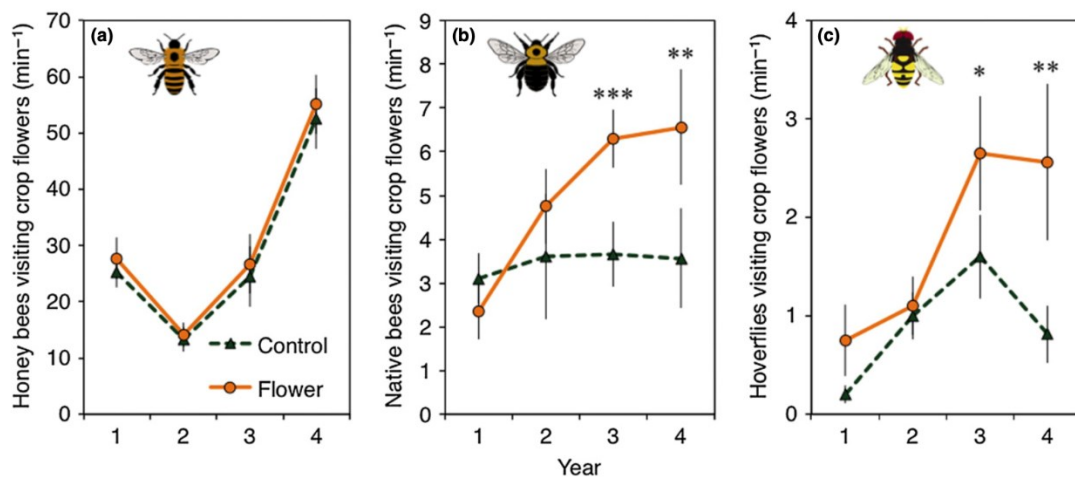 (a)
Honey bees visiting crop flowers (min⁻¹)
70
60
50
40
30
20
10
0
1 2 3 4
Control
Flower
(b)
Native bees visiting crop flowers (min⁻¹)
9
8
7
6
5
4
3
2
1
0
***
**
1 2 3 4
Year
(c)
Hoverflies visiting crop flowers (min⁻¹)
4
3
2
1
0
*
**
1 2 3 4